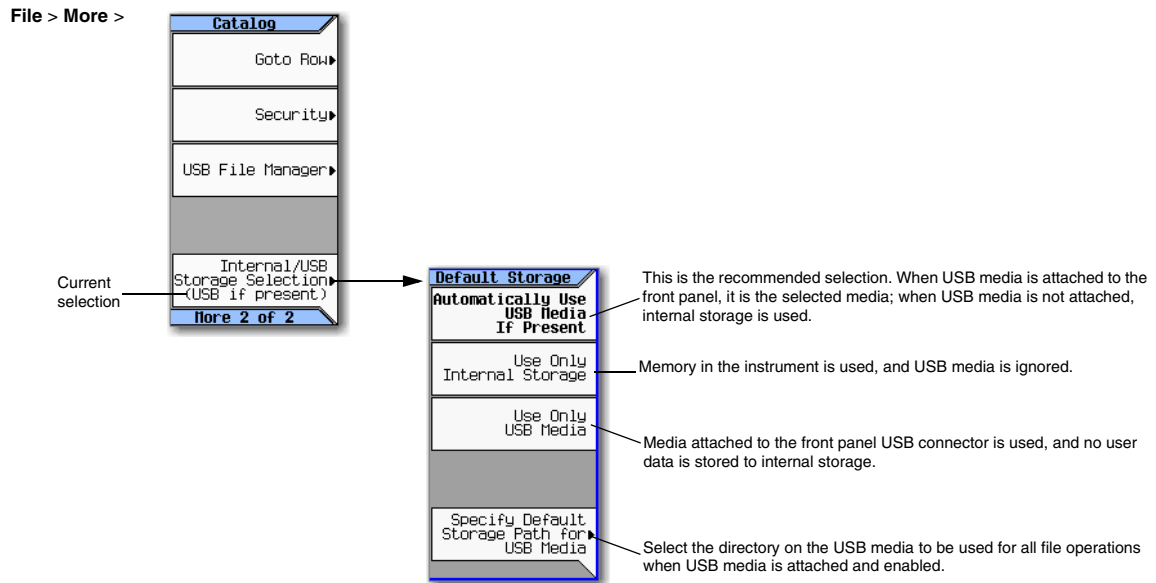 File > More >
Catalog
Goto Row
Security
USB File Manager
Internal/USB
Storage Selection
(USB if present)
More 2 of 2
Current
selection
Default Storage
Automatically Use
USB Media
If Present
Use Only
Internal Storage
Use Only
USB Media
Specify Default
Storage Path for
USB Media
This is the recommended selection. When USB media is attached to the
front panel, it is the selected media; when USB media is not attached,
internal storage is used.
Memory in the instrument is used, and USB media is ignored.
Media attached to the front panel USB connector is used, and no user
data is stored to internal storage.
Select the directory on the USB media to be used for all file operations
when USB media is attached and enabled.